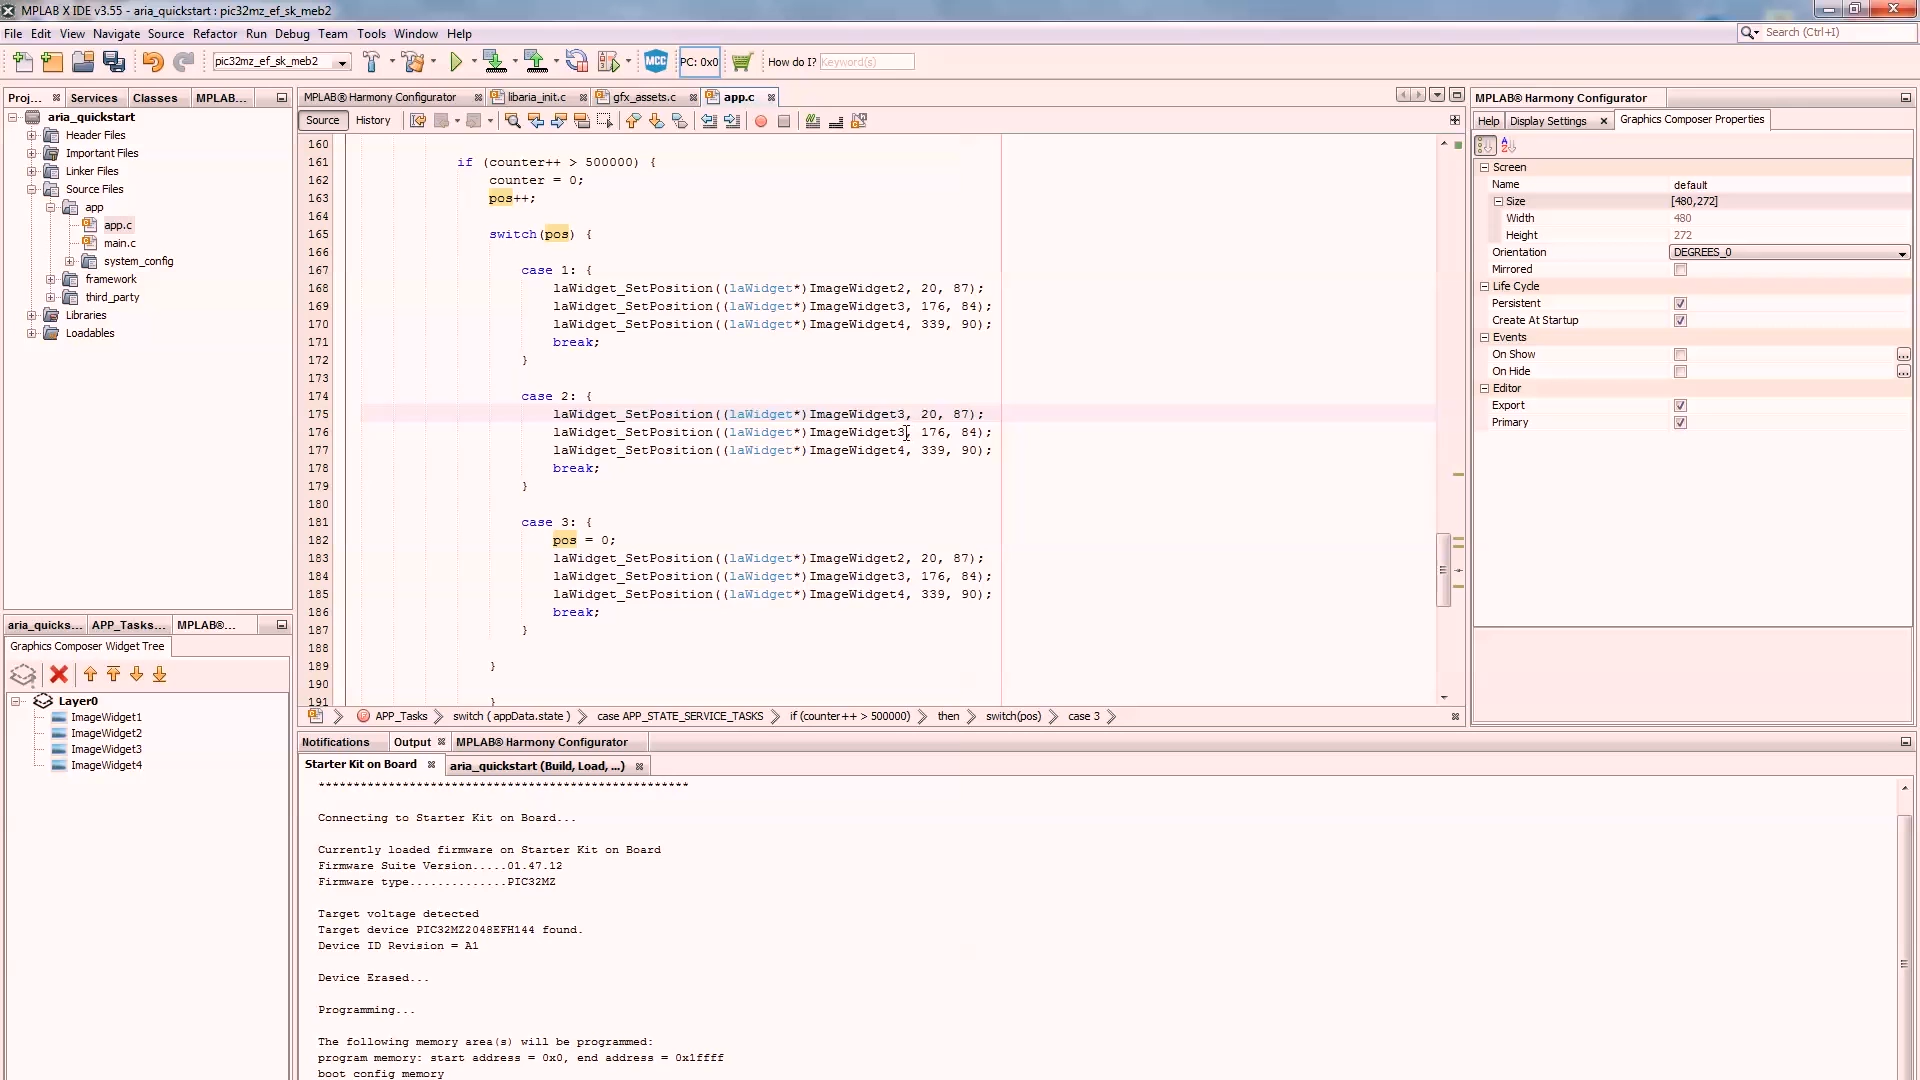 MPLAB X IDE v3.55 - aria_quickstart : pic32mz_ef_sk_meb2
File Edit View Navigate Source Refactor Run Debug Team Tools Window Help
Search (Ctrl+I)
pic32mz_ef_sk_meb2
MCC
PC: 0x0
How do I?
Keyword(s)
Proj...
Services
Classes
MPLAB...
aria_quickstart
Header Files
Important Files
Linker Files
Source Files
app
app.c
main.c
system_config
framework
third_party
Libraries
Loadables
aria_quicks...
APP_Tasks...
MPLAB®...
Graphics Composer Widget Tree
Layer0
ImageWidget1
ImageWidget2
ImageWidget3
ImageWidget4
MPLAB® Harmony Configurator
libaria_init.c
gfx_assets.c
app.c
Source
History
160
161 if (counter++ > 500000) {
162 counter = 0;
163 pos++;
164
165 switch(pos) {
166
167 case 1: {
168 laWidget_SetPosition((laWidget*)ImageWidget2, 20, 87);
169 laWidget_SetPosition((laWidget*)ImageWidget3, 176, 84);
170 laWidget_SetPosition((laWidget*)ImageWidget4, 339, 90);
171 break;
172 }
173
174 case 2: {
175 laWidget_SetPosition((laWidget*)ImageWidget3, 20, 87);
176 laWidget_SetPosition((laWidget*)ImageWidget3, 176, 84);
177 laWidget_SetPosition((laWidget*)ImageWidget4, 339, 90);
178 break;
179 }
180
181 case 3: {
182 pos = 0;
183 laWidget_SetPosition((laWidget*)ImageWidget2, 20, 87);
184 laWidget_SetPosition((laWidget*)ImageWidget3, 176, 84);
185 laWidget_SetPosition((laWidget*)ImageWidget4, 339, 90);
186 break;
187 }
188
189 }
190
191 }
APP_Tasks
switch ( appData.state )
case APP_STATE_SERVICE_TASKS
if (counter++ > 500000)
then
switch(pos)
case 3
Notifications
Output
MPLAB® Harmony Configurator
Starter Kit on Board
aria_quickstart (Build, Load, ...)
*****************************************************
Connecting to Starter Kit on Board...
Currently loaded firmware on Starter Kit on Board
Firmware Suite Version.....01.47.12
Firmware type..............PIC32MZ
Target voltage detected
Target device PIC32MZ2048EFH144 found.
Device ID Revision = A1
Device Erased...
Programming...
The following memory area(s) will be programmed:
program memory: start address = 0x0, end address = 0x1ffff
boot config memory
MPLAB® Harmony Configurator
Help
Display Settings
Graphics Composer Properties
Screen
Name default
Size [480,272]
Width 480
Height 272
Orientation DEGREES_0
Mirrored
Life Cycle
Persistent
Create At Startup
Events
On Show
On Hide
Editor
Export
Primary